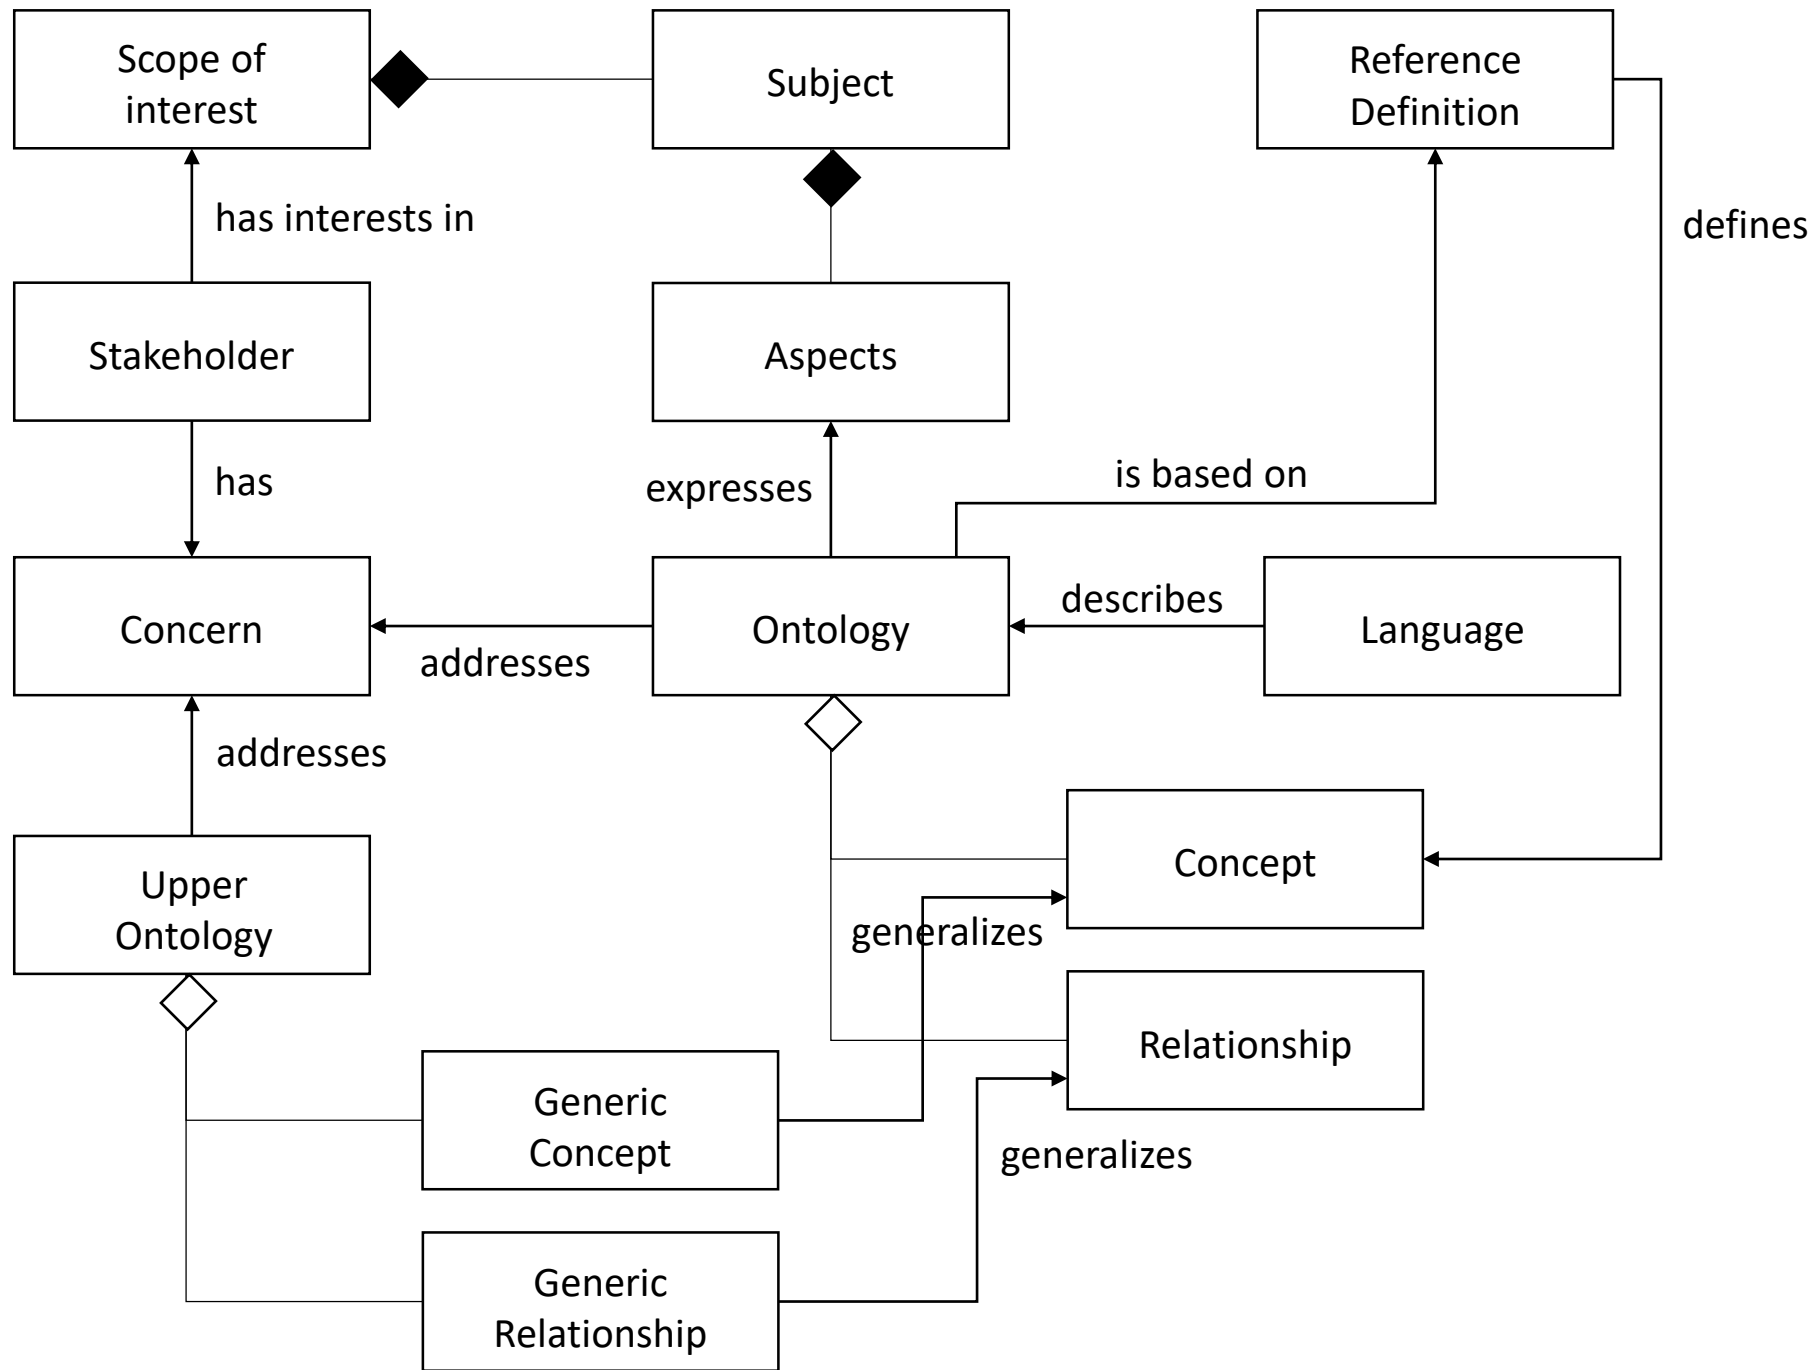 Scope of
interest
Subject
Reference
Definition
has interests in
defines
Stakeholder
Aspects
has
expresses
is based on
Concern
addresses
Ontology
describes
Language
addresses
Upper
Ontology
Concept
generalizes
Relationship
Generic
Concept
generalizes
Generic
Relationship